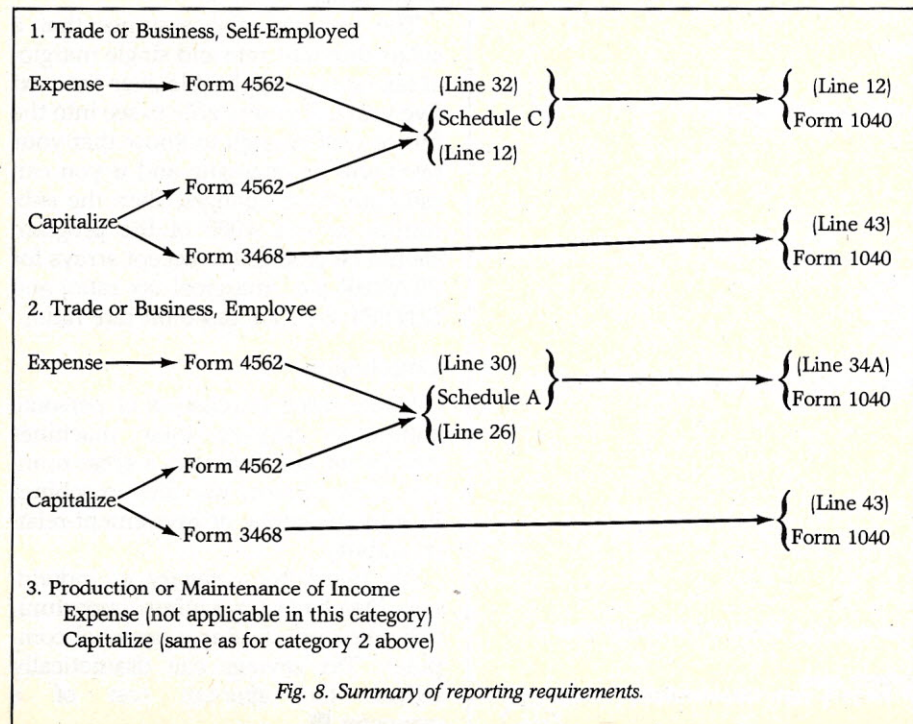 1. Trade or Business, Self-Employed
Expense Form 4562 (Line 32) (Line 12)
Schedule C Form 1040
(Line 12)
Form 4562
Capitalize (Line 43)
Form 3468 Form 1040
2. Trade or Business, Employee
Expense Form 4562 (Line 30) (Line 34A)
Schedule A Form 1040
(Line 26)
Form 4562
Capitalize (Line 43)
Form 3468 Form 1040
3. Production or Maintenance of Income
Expense (not applicable in this category)
Capitalize (same as for category 2 above)
Fig. 8. Summary of reporting requirements.